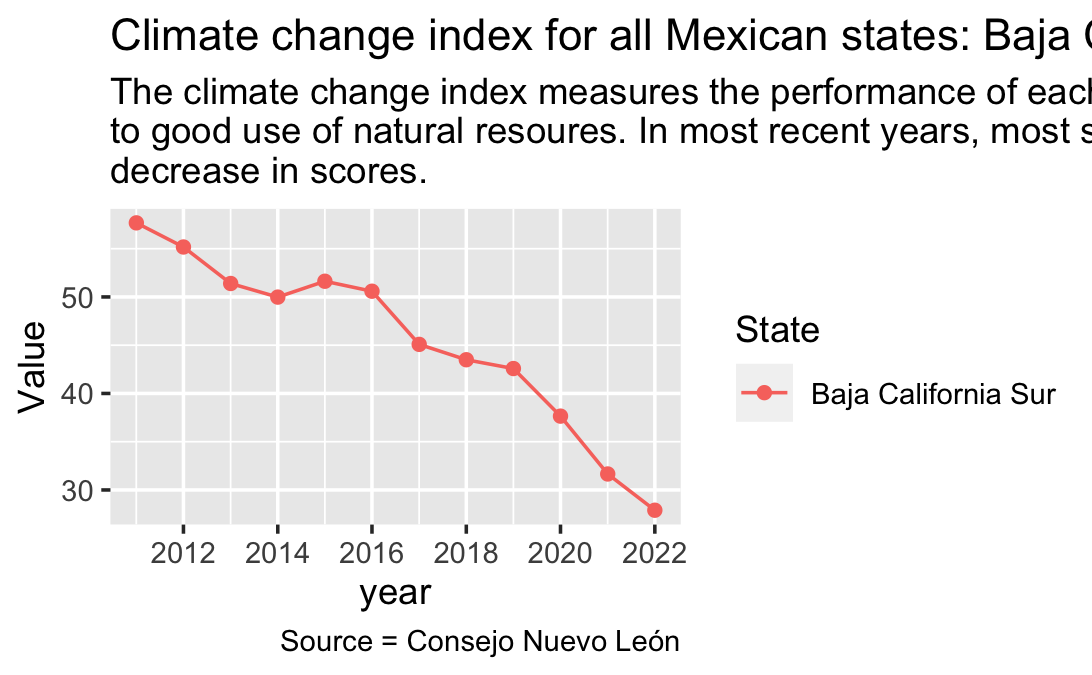 Climate change index for all Mexican states: Baja
The climate change index measures the performance of each
to good use of natural resoures. In most recent years, most
decrease in scores.
50
40
30
Value
2012 2014 2016 2018 2020 2022
year
State
Baja California Sur
Source = Consejo Nuevo León